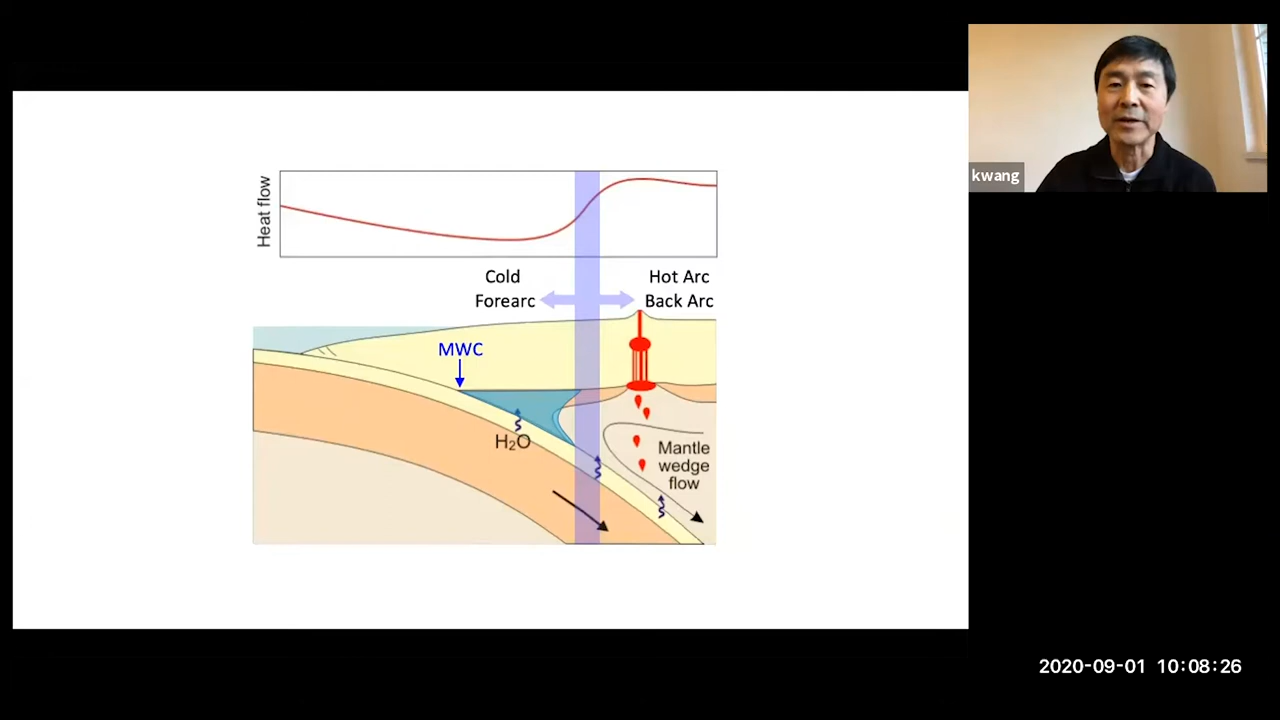 kwang
Heat flow
Cold
Forearc
Hot Arc
Back Arc
MWC
H₂O
Mantle
wedge
flow
2020-09-01 10:08:26